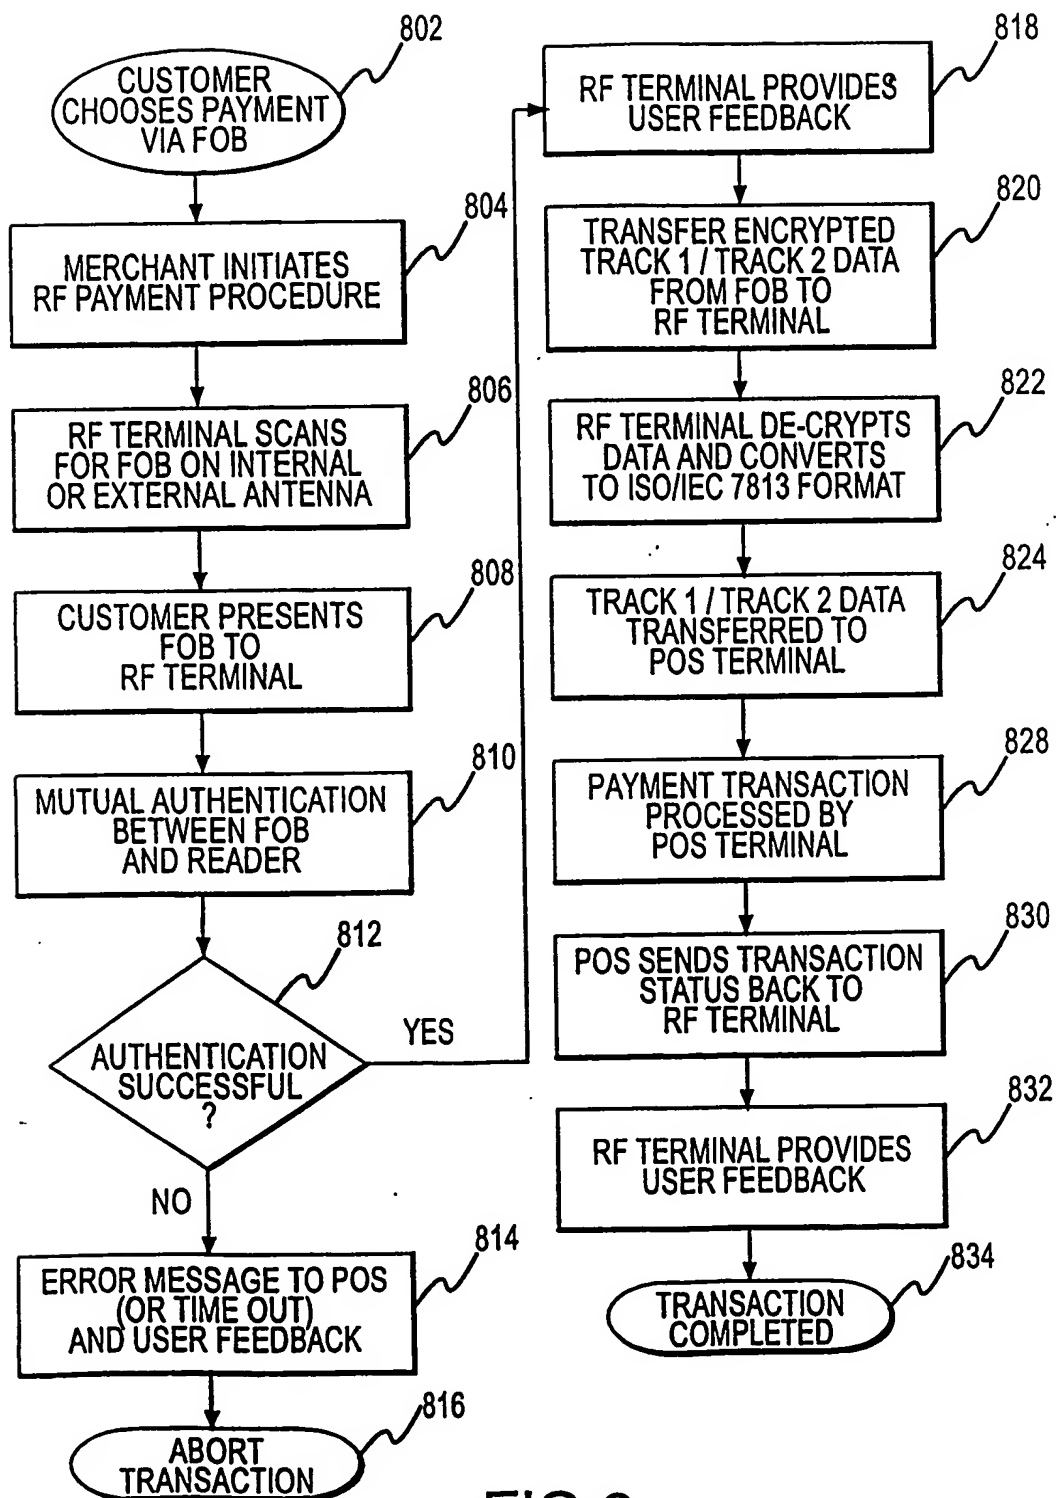 802
CUSTOMER
CHOOSES PAYMENT
VIA FOB
804
MERCHANT INITIATES
RF PAYMENT PROCEDURE
806
RF TERMINAL SCANS
FOR FOB ON INTERNAL
OR EXTERNAL ANTENNA
808
CUSTOMER PRESENTS
FOB TO
RF TERMINAL
810
MUTUAL AUTHENTICATION
BETWEEN FOB
AND READER
812
AUTHENTICATION
SUCCESSFUL
?
YES
NO
814
ERROR MESSAGE TO POS
(OR TIME OUT)
AND USER FEEDBACK
816
ABORT
TRANSACTION
818
RF TERMINAL PROVIDES
USER FEEDBACK
820
TRANSFER ENCRYPTED
TRACK 1 / TRACK 2 DATA
FROM FOB TO
RF TERMINAL
822
RF TERMINAL DE-CRYPTS
DATA AND CONVERTS
TO ISO/IEC 7813 FORMAT
824
TRACK 1 / TRACK 2 DATA
TRANSFERRED TO
POS TERMINAL
828
PAYMENT TRANSACTION
PROCESSED BY
POS TERMINAL
830
POS SENDS TRANSACTION
STATUS BACK TO
RF TERMINAL
832
RF TERMINAL PROVIDES
USER FEEDBACK
834
TRANSACTION
COMPLETED